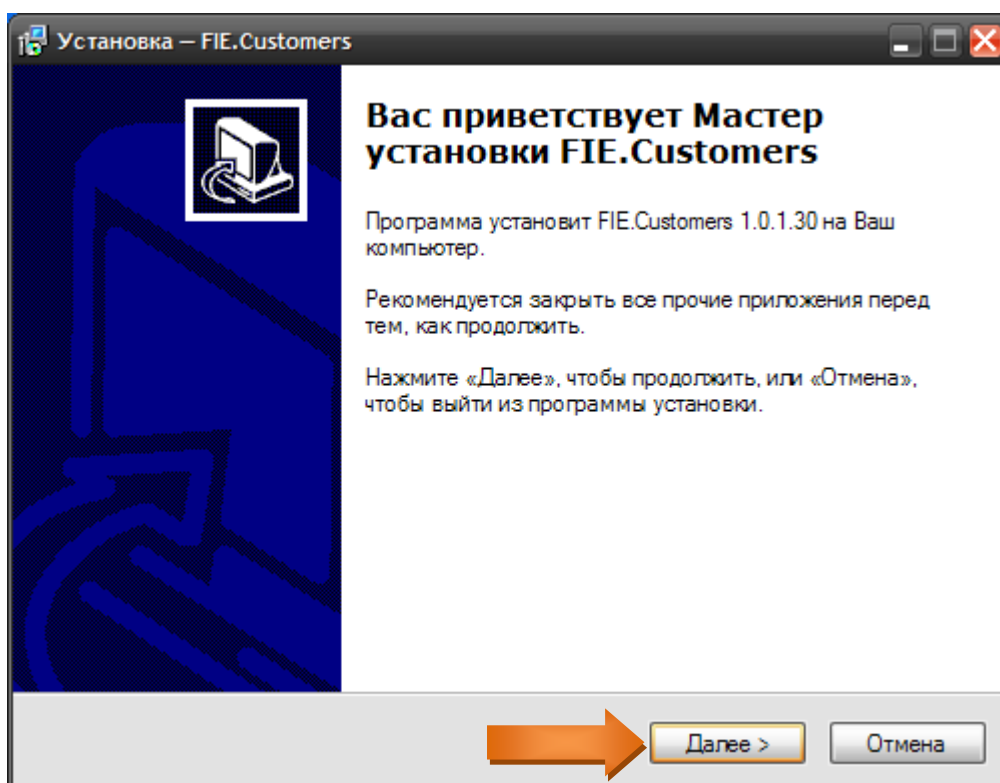 Установка — FIE.Customers
Вас приветствует Мастер
установки FIE.Customers
Программа установит FIE.Customers 1.0.1.30 на Ваш
компьютер.
Рекомендуется закрыть все прочие приложения перед
тем, как продолжить.
Нажмите «Далее», чтобы продолжить, или «Отмена»,
чтобы выйти из программы установки.
Далее >
Отмена